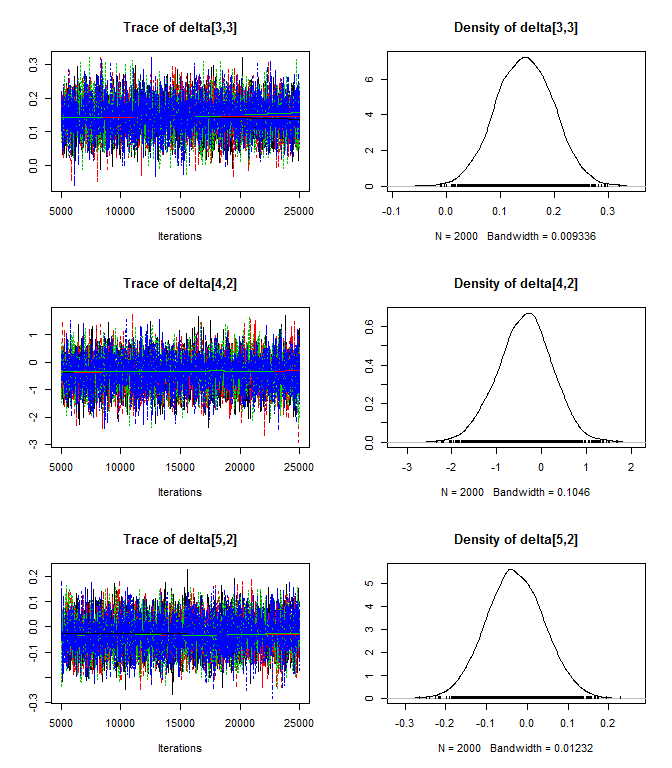 Trace of delta[3,3]
0.0 0.1 0.2 0.3
5000 10000 15000 20000 25000
Iterations
Density of delta[3,3]
0 2 4 6
-0.1 0.0 0.1 0.2 0.3
N = 2000 Bandwidth = 0.009336
Trace of delta[4,2]
-3 -2 -1 0 1
5000 10000 15000 20000 25000
Iterations
Density of delta[4,2]
0.0 0.2 0.4 0.6
-3 -2 -1 0 1 2
N = 2000 Bandwidth = 0.1046
Trace of delta[5,2]
-0.3 -0.1 0.0 0.1 0.2
5000 10000 15000 20000 25000
Iterations
Density of delta[5,2]
0 1 2 3 4 5
-0.3 -0.2 -0.1 0.0 0.1 0.2
N = 2000 Bandwidth = 0.01232